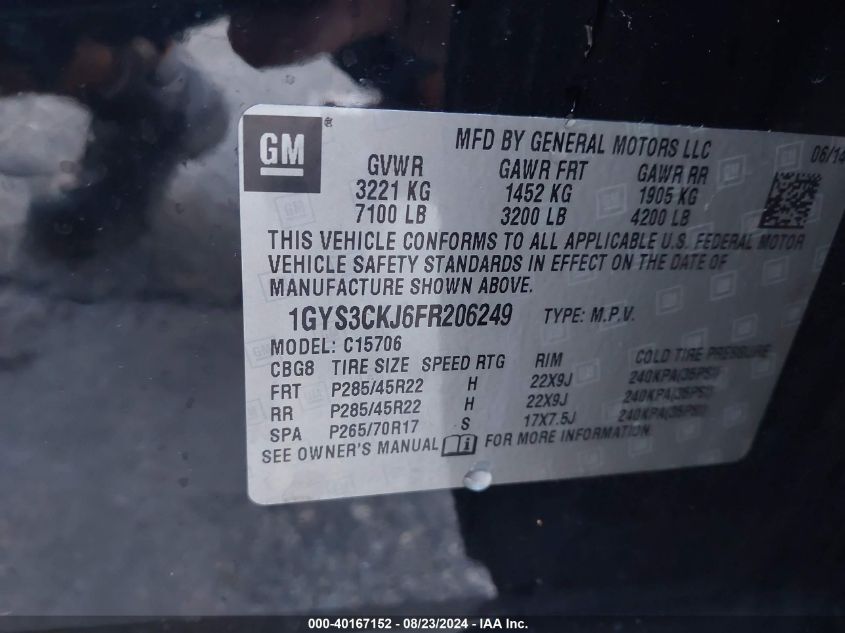 GM ®
MFD BY GENERAL MOTORS LLC 06/14
GVWR GAWR FRT GAWR RR
3221 KG 1452 KG 1905 KG
7100 LB 3200 LB 4200 LB
THIS VEHICLE CONFORMS TO ALL APPLICABLE U.S. FEDERAL MOTOR
VEHICLE SAFETY STANDARDS IN EFFECT ON THE DATE OF
MANUFACTURE SHOWN ABOVE.
1GYS3CKJ6FR206249 TYPE: M.P.V.
MODEL: C15706
CBG8 TIRE SIZE SPEED RTG RIM COLD TIRE PRESSURE
FRT P285/45R22 H 22X9J 240KPA(35PSI)
RR P285/45R22 H 22X9J 240KPA(35PSI)
SPA P265/70R17 S 17X7.5J 240KPA(35PSI)
SEE OWNER'S MANUAL FOR MORE INFORMATION.
000-40167152 - 08/23/2024 - IAA, Inc.